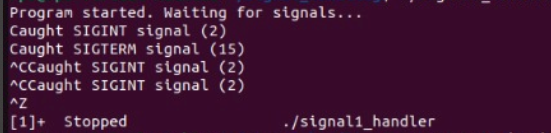 Program started. Waiting for signals...
Caught SIGINT signal (2)
Caught SIGTERM signal (15)
^CCaught SIGINT signal (2)
^CCaught SIGINT signal (2)
^Z
[1]+  Stopped                 ./signal1_handler